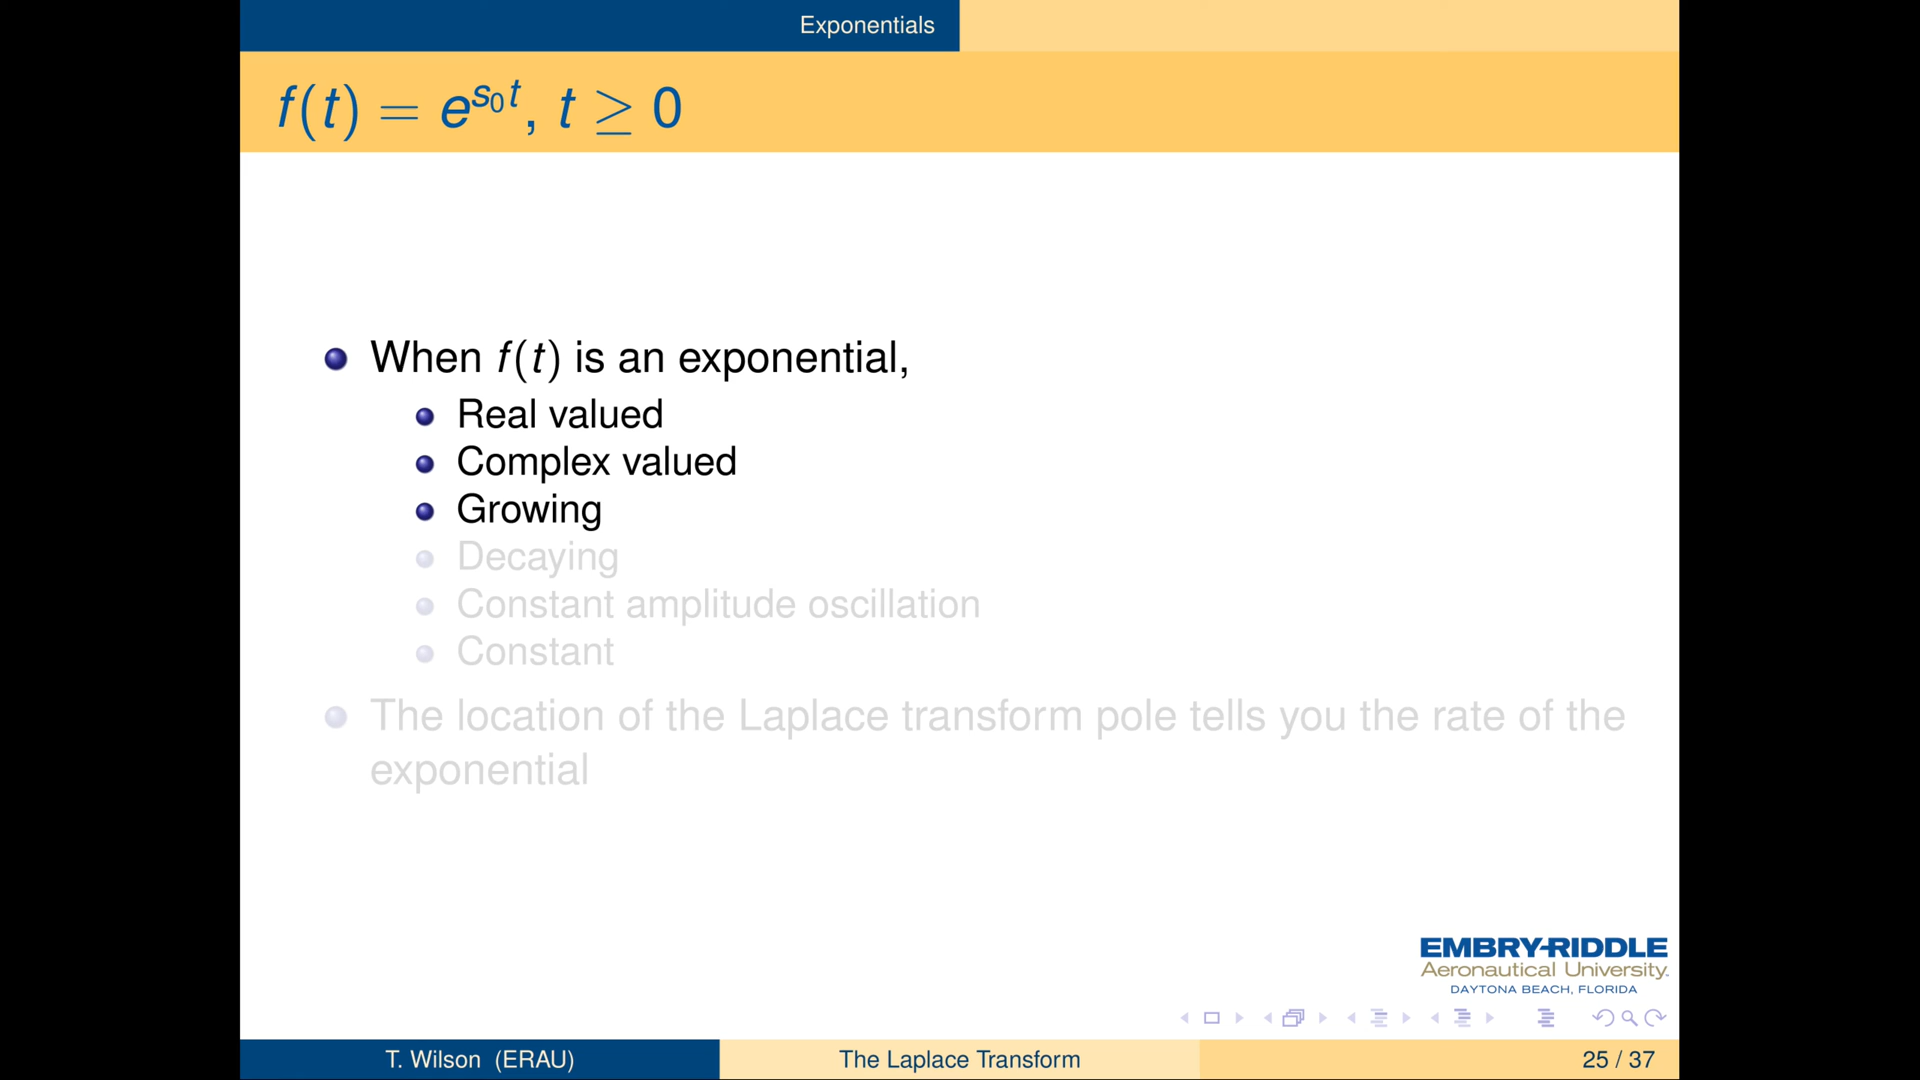 Exponentials
f(t) = e^{s_0 t}, t ≥ 0
When f(t) is an exponential,
Real valued
Complex valued
Growing
Decaying
Constant amplitude oscillation
Constant
The location of the Laplace transform pole tells you the rate of the
exponential
EMBRY-RIDDLE
Aeronautical University.
DAYTONA BEACH, FLORIDA
T. Wilson (ERAU)
The Laplace Transform
25 / 37